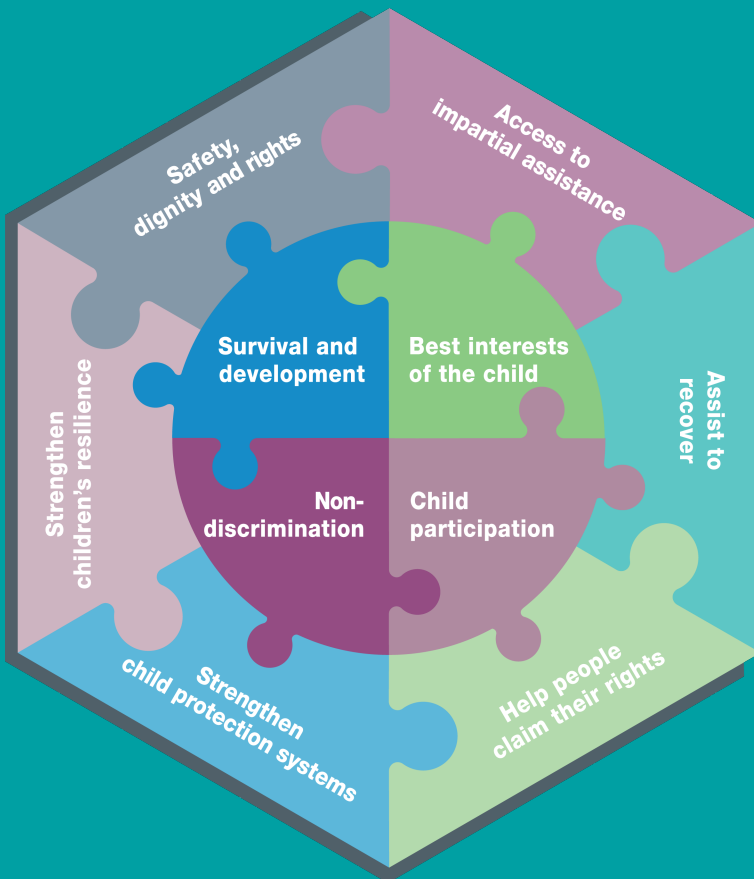 Safety,
dignity and rights
Access to
impartial assistance
Survival and
development
Best interests
of the child
Assist to
recover
Strengthen
children's resilience
Non-
discrimination
Child
participation
Strengthen
child protection systems
Help people
claim their rights